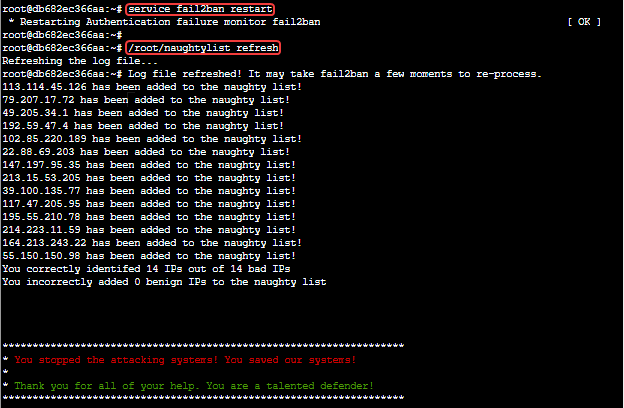 root@db682ec366aa:~# service fail2ban restart
 * Restarting Authentication failure monitor fail2ban [ OK ]
root@db682ec366aa:~#
root@db682ec366aa:~# /root/naughtylist refresh
Refreshing the log file...
root@db682ec366aa:~# Log file refreshed! It may take fail2ban a few moments to re-process.
113.114.45.126 has been added to the naughty list!
79.207.17.72 has been added to the naughty list!
49.205.34.1 has been added to the naughty list!
192.59.47.4 has been added to the naughty list!
102.85.220.189 has been added to the naughty list!
22.88.69.203 has been added to the naughty list!
147.197.95.35 has been added to the naughty list!
213.15.53.205 has been added to the naughty list!
39.100.135.77 has been added to the naughty list!
117.47.205.95 has been added to the naughty list!
195.55.210.78 has been added to the naughty list!
214.223.11.59 has been added to the naughty list!
164.213.243.22 has been added to the naughty list!
55.150.150.98 has been added to the naughty list!
You correctly identifed 14 IPs out of 14 bad IPs
You incorrectly added 0 benign IPs to the naughty list
*******************************************************************
* You stopped the attacking systems! You saved our systems!
*
* Thank you for all of your help. You are a talented defender!
*******************************************************************